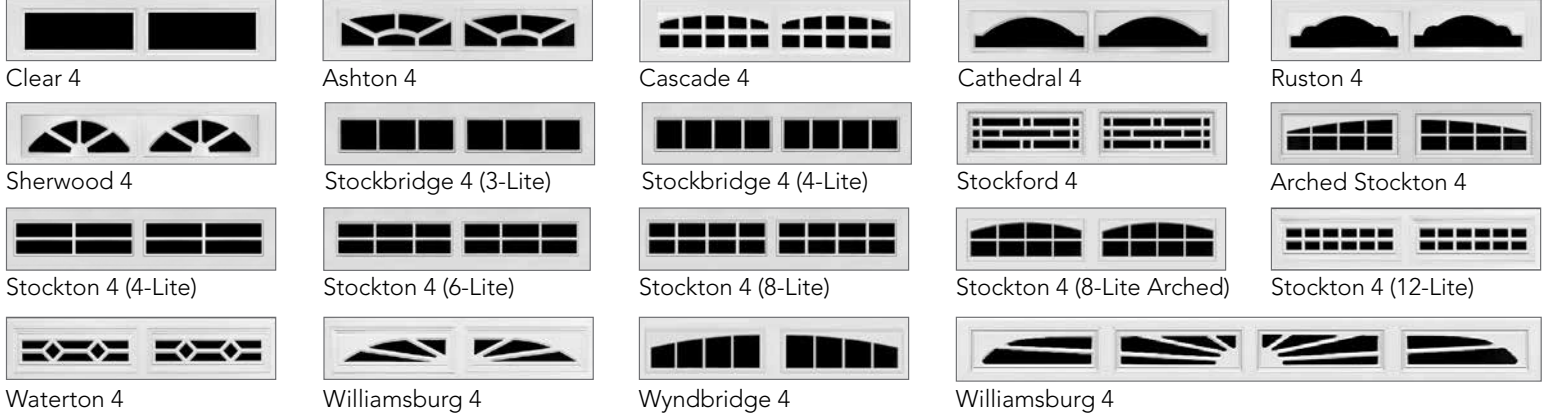 Clear 4
Ashton 4
Cascade 4
Cathedral 4
Ruston 4
Sherwood 4
Stockbridge 4 (3-Lite)
Stockbridge 4 (4-Lite)
Stockford 4
Arched Stockton 4
Stockton 4 (4-Lite)
Stockton 4 (6-Lite)
Stockton 4 (8-Lite)
Stockton 4 (8-Lite Arched)
Stockton 4 (12-Lite)
Waterton 4
Williamsburg 4
Wyndbridge 4
Williamsburg 4